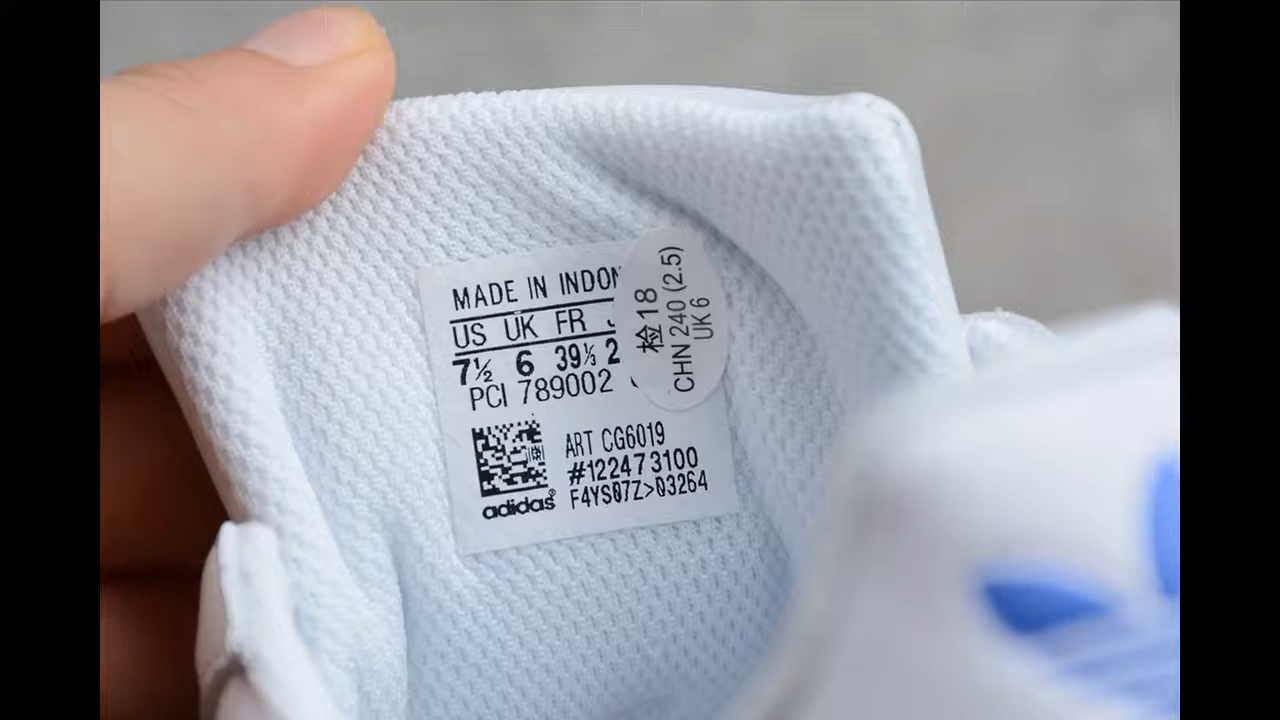 MADE IN INDON
US UK FR
7½ 6 39⅓ 2
PCI 789002
ART CG6019
#122473100
F4YS07Z>03264
adidas®
检18
CHN 240 (2.5)
UK 6